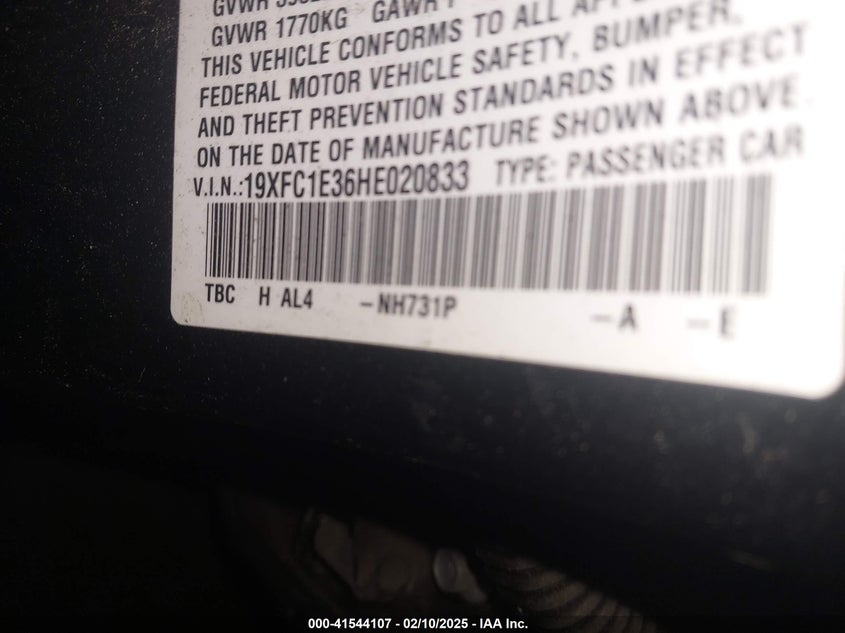 GVWR
GVWR 1770KG GAWR
THIS VEHICLE CONFORMS TO ALL
FEDERAL MOTOR VEHICLE SAFETY, BUMPER,
AND THEFT PREVENTION STANDARDS IN EFFECT
ON THE DATE OF MANUFACTURE SHOWN ABOVE.
V.I.N.:19XFC1E36HE020833 TYPE: PASSENGER CAR
TBC H AL4 -NH731P -A -E
000-41544107 - 02/10/2025 - IAA Inc.